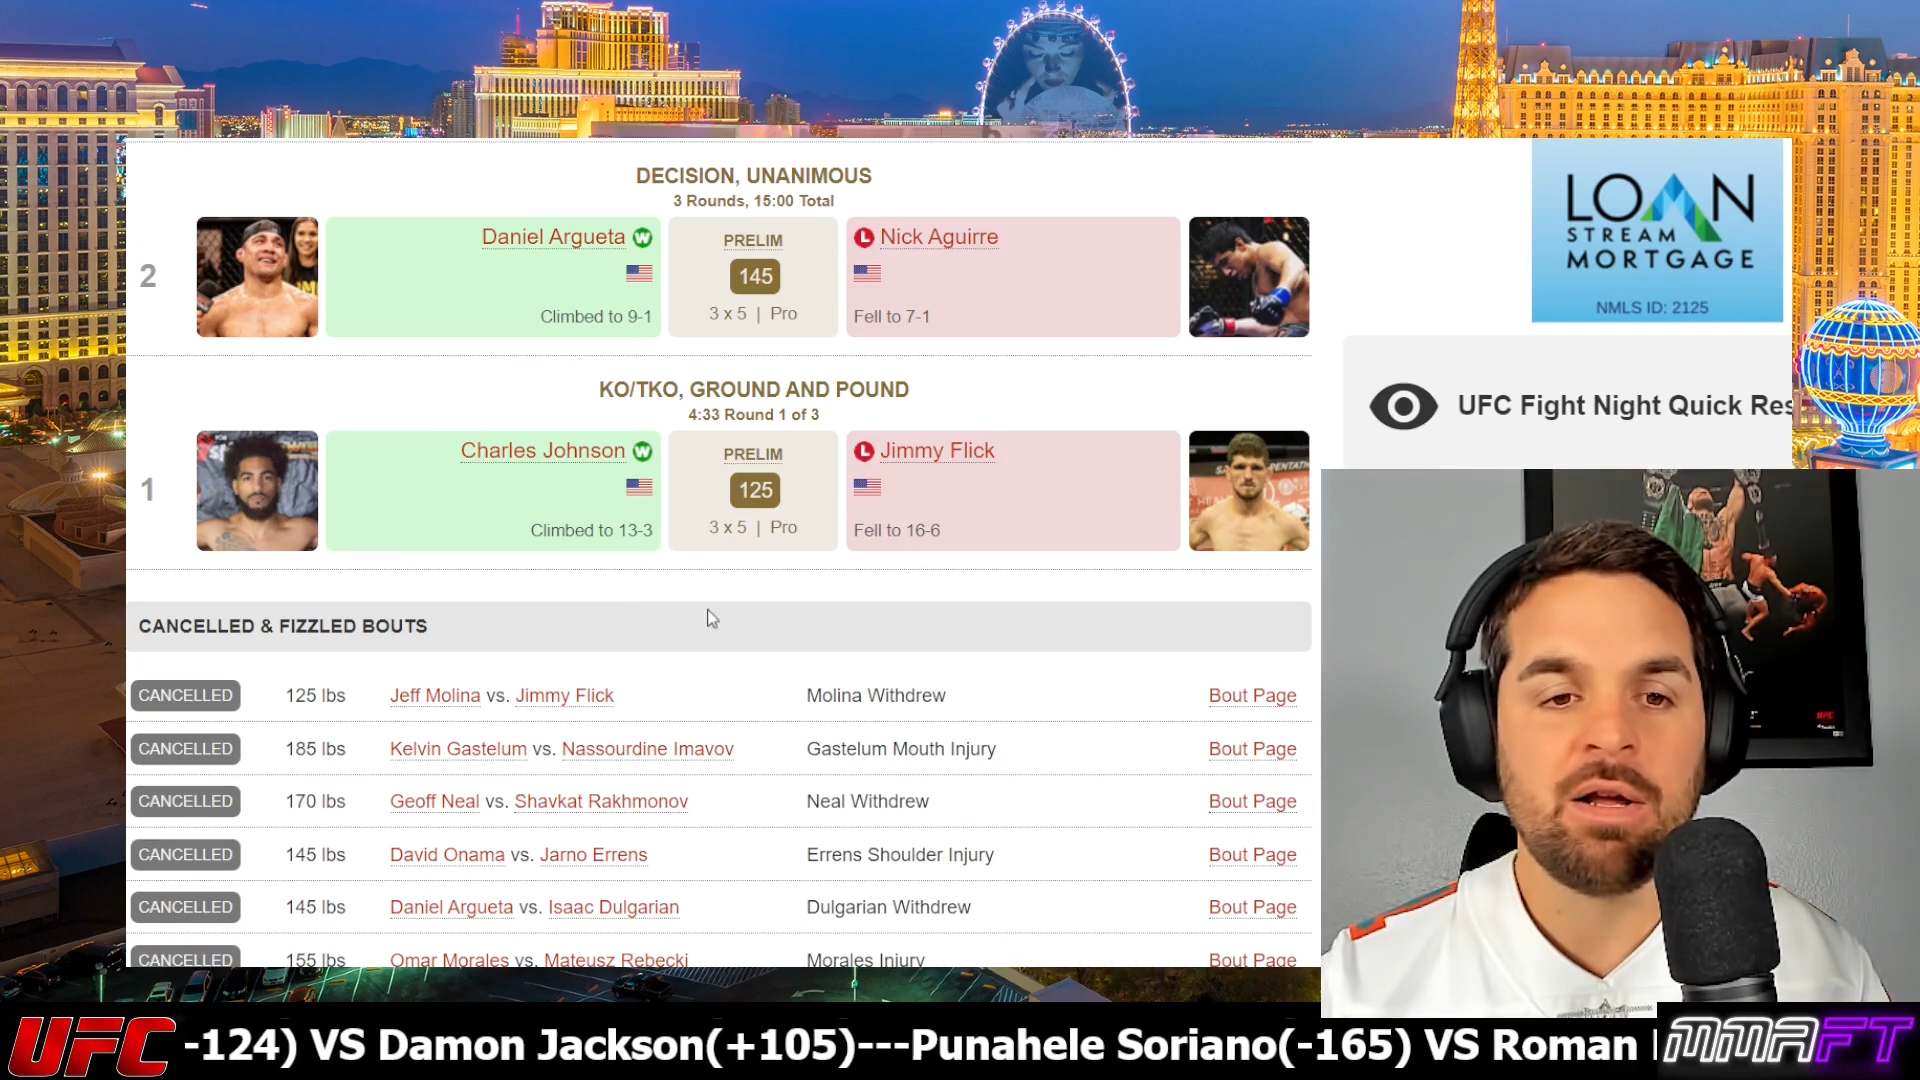 DECISION, UNANIMOUS
3 Rounds, 15:00 Total
2
Daniel Argueta W
Climbed to 9-1
PRELIM
145
3 x 5 | Pro
L Nick Aguirre
Fell to 7-1
KO/TKO, GROUND AND POUND
4:33 Round 1 of 3
1
Charles Johnson W
Climbed to 13-3
PRELIM
125
3 x 5 | Pro
L Jimmy Flick
Fell to 16-6
CANCELLED & FIZZLED BOUTS
CANCELLED 125 lbs Jeff Molina vs. Jimmy Flick Molina Withdrew Bout Page
CANCELLED 185 lbs Kelvin Gastelum vs. Nassourdine Imavov Gastelum Mouth Injury Bout Page
CANCELLED 170 lbs Geoff Neal vs. Shavkat Rakhmonov Neal Withdrew Bout Page
CANCELLED 145 lbs David Onama vs. Jarno Errens Errens Shoulder Injury Bout Page
CANCELLED 145 lbs Daniel Argueta vs. Isaac Dulgarian Dulgarian Withdrew Bout Page
CANCELLED 155 lbs Omar Morales vs. Mateusz Rebecki Morales Injury Bout Page
LOAN
STREAM
MORTGAGE
NMLS ID: 2125
UFC Fight Night Quick Res
UFC -124) VS Damon Jackson(+105)---Punahele Soriano(-165) VS Roman MMAFT